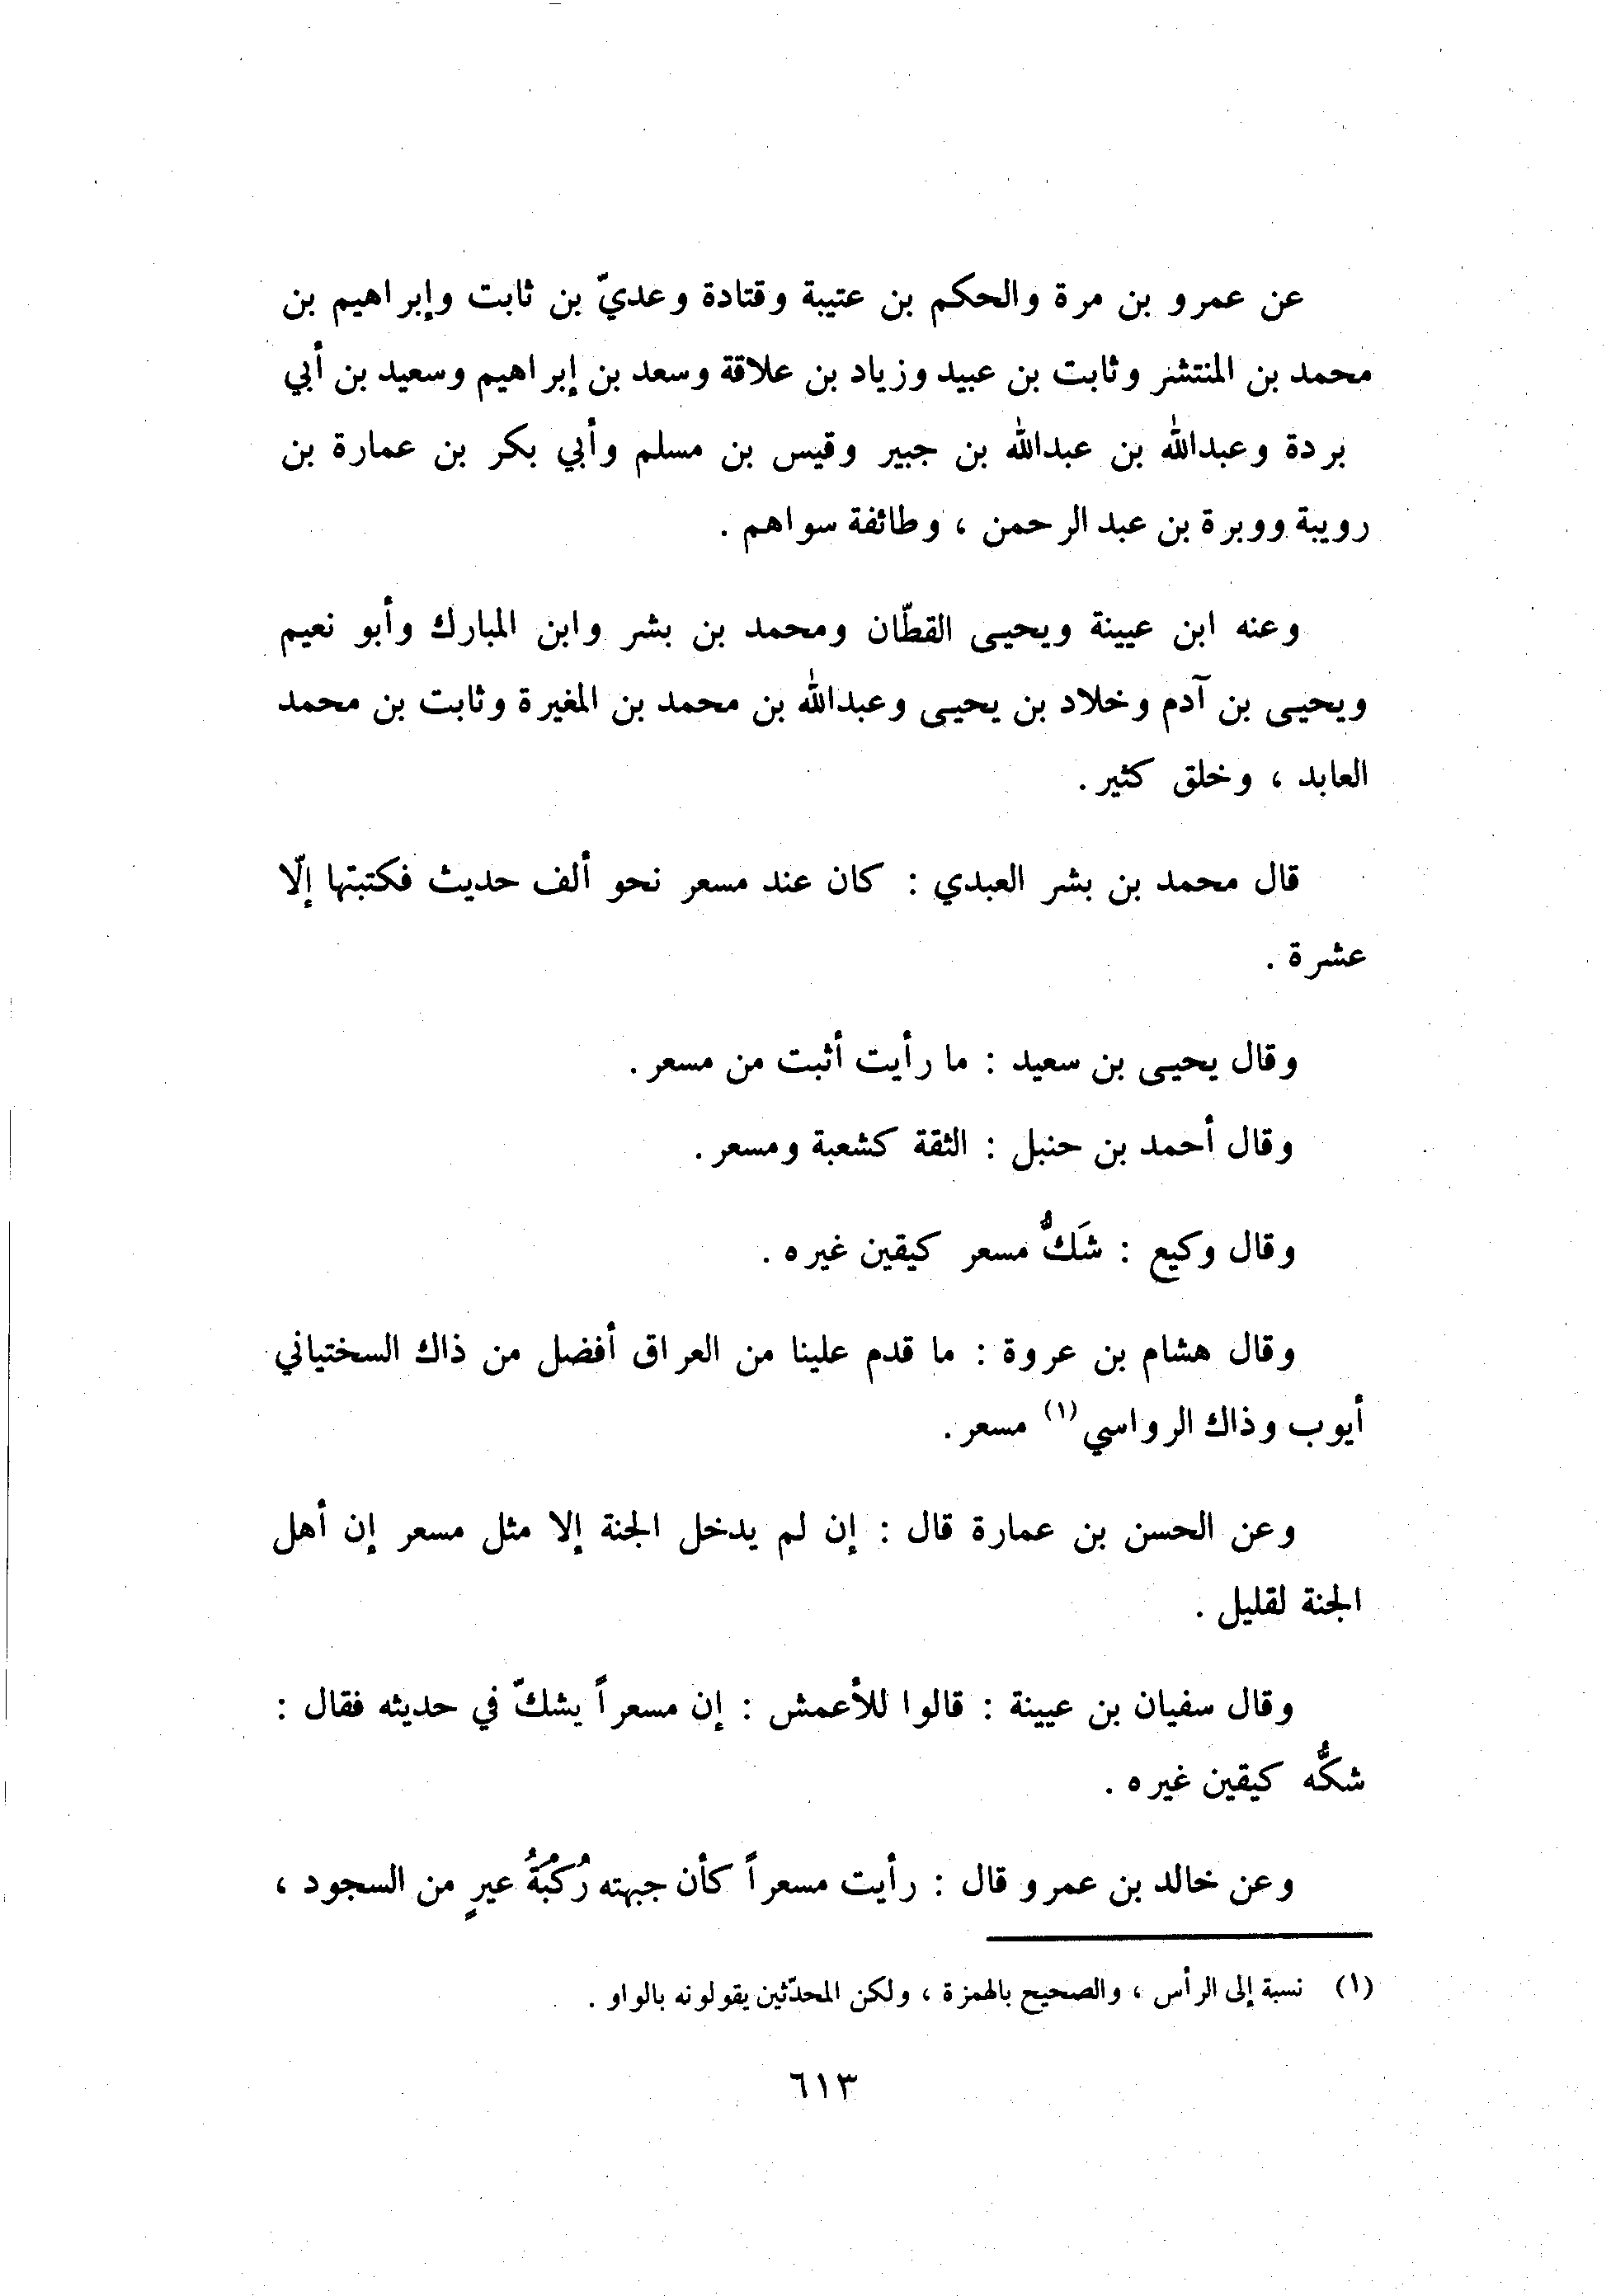 عن عمرو بن مرة والحكم بن عتيبة وقتادة وعديّ بن ثابت وإبراهيم بن
محمد بن المنتشر وثابت بن عبيد وزياد بن علاقة وسعد بن إبراهيم وسعيد بن أبي
بردة وعبدالله بن عبدالله بن جبير وقيس بن مسلم وأبي بكر بن عمارة بن
رويبة ووبرة بن عبد الرحمن ، وطائفة سواهم .
وعنه ابن عيينة ويحيى القطّان ومحمد بن بشر وابن المبارك وأبو نعيم
ويحيى بن آدم وخلاد بن يحيى وعبدالله بن محمد بن المغيرة وثابت بن محمد
العابد ، وخلق كثير .
قال محمد بن بشر العبدي : كان عند مسعر نحو ألف حديث فكتبتها إلّا
عشرة .
وقال يحيى بن سعيد : ما رأيت أثبت من مسعر .
وقال أحمد بن حنبل : الثقة كشعبة ومسعر .
وقال وكيع : شَكُّ مسعر كيقين غيره .
وقال هشام بن عروة : ما قدم علينا من العراق أفضل من ذاك السختياني
أيوب وذاك الرواسي (١) مسعر .
وعن الحسن بن عمارة قال : إن لم يدخل الجنة إلا مثل مسعر إن أهل
الجنة لقليل .
وقال سفيان بن عيينة : قالوا للأعمش : إن مسعراً يشكّ في حديثه فقال :
شكُّه كيقين غيره .
وعن خالد بن عمرو قال : رأيت مسعراً كأن جبهته رُكْبَةُ عيرٍ من السجود ،
(١) نسبة إلى الرأس ، والصحيح بالهمزة ، ولكن المحدّثين يقولونه بالواو .
٦١٣